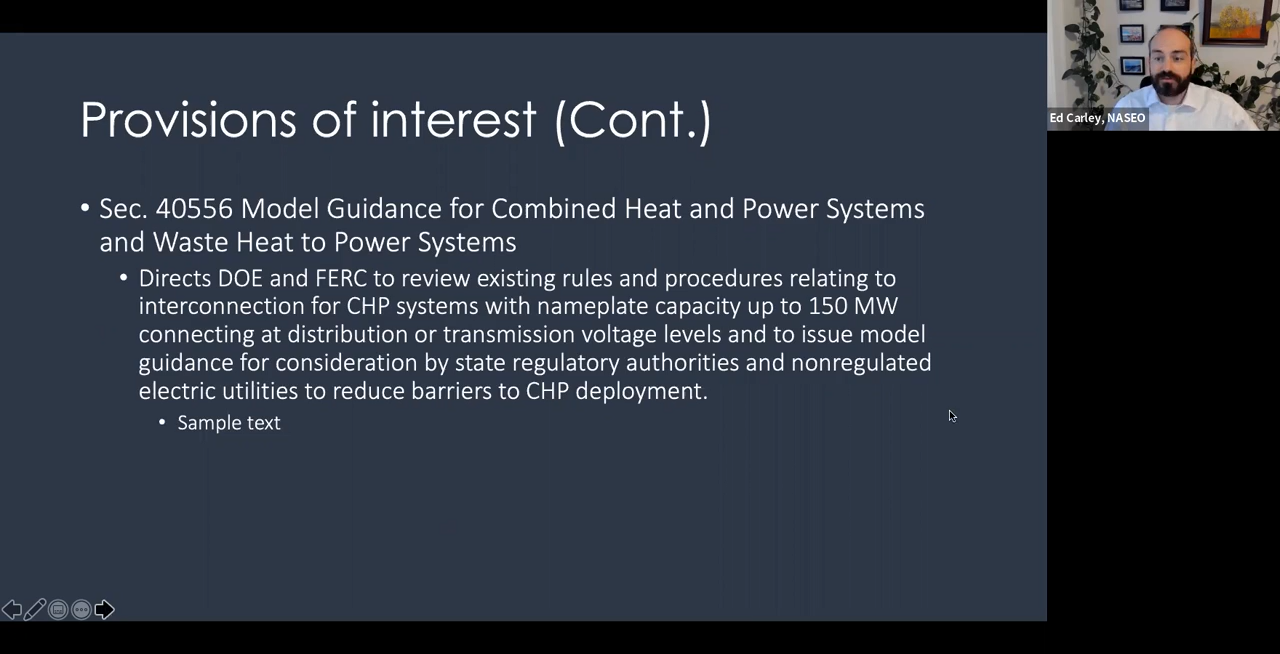 Provisions of interest (Cont.)
• Sec. 40556 Model Guidance for Combined Heat and Power Systems
and Waste Heat to Power Systems
• Directs DOE and FERC to review existing rules and procedures relating to
interconnection for CHP systems with nameplate capacity up to 150 MW
connecting at distribution or transmission voltage levels and to issue model
guidance for consideration by state regulatory authorities and nonregulated
electric utilities to reduce barriers to CHP deployment.
• Sample text
Ed Carley, NASEO